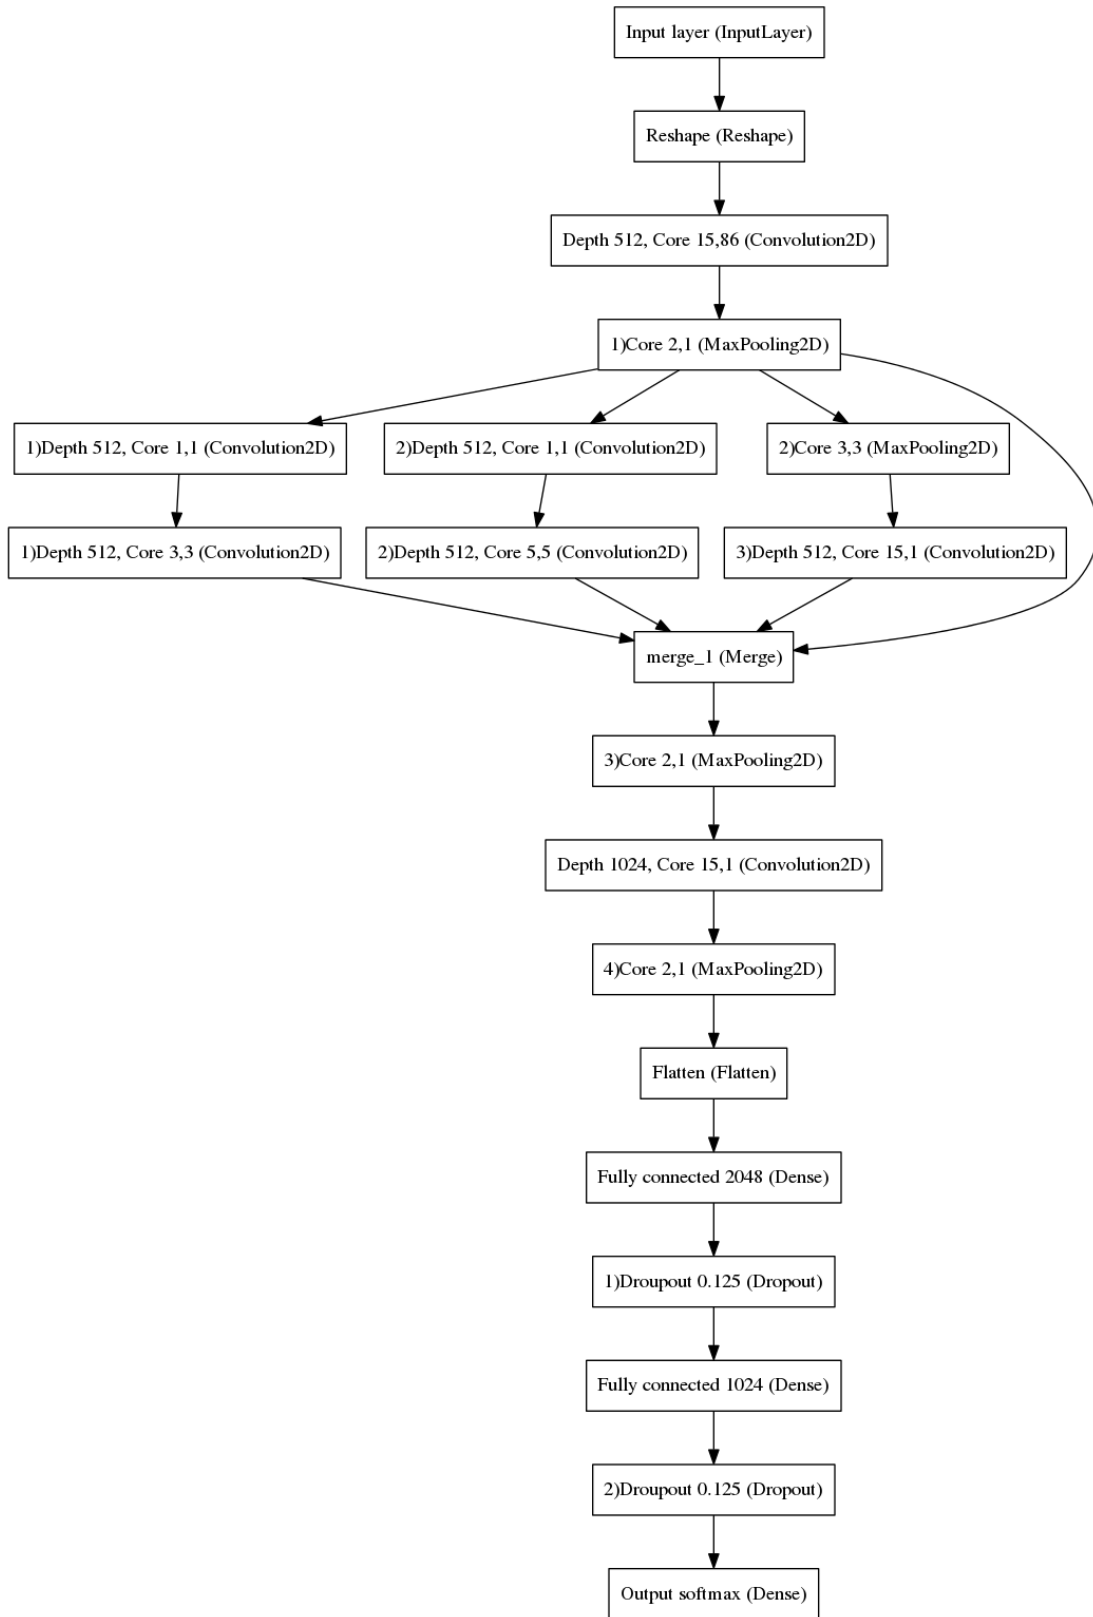 Input layer (InputLayer)
Reshape (Reshape)
Depth 512, Core 15,86 (Convolution2D)
1)Core 2,1 (MaxPooling2D)
1)Depth 512, Core 1,1 (Convolution2D)
2)Depth 512, Core 1,1 (Convolution2D)
2)Core 3,3 (MaxPooling2D)
1)Depth 512, Core 3,3 (Convolution2D)
2)Depth 512, Core 5,5 (Convolution2D)
3)Depth 512, Core 15,1 (Convolution2D)
merge_1 (Merge)
3)Core 2,1 (MaxPooling2D)
Depth 1024, Core 15,1 (Convolution2D)
4)Core 2,1 (MaxPooling2D)
Flatten (Flatten)
Fully connected 2048 (Dense)
1)Droupout 0.125 (Dropout)
Fully connected 1024 (Dense)
2)Droupout 0.125 (Dropout)
Output softmax (Dense)